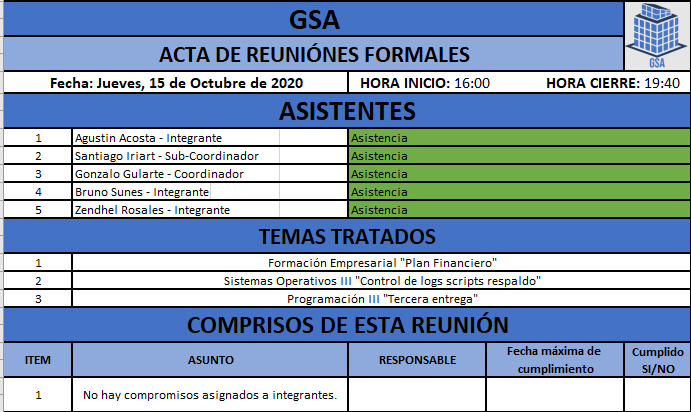 GSA
GSA
ACTA DE REUNIÓNES FORMALES
Fecha: Jueves, 15 de Octubre de 2020 HORA INICIO: 16:00 HORA CIERRE: 19:40
ASISTENTES
1 Agustin Acosta - Integrante Asistencia
2 Santiago Iriart - Sub-Coordinador Asistencia
3 Gonzalo Gularte - Coordinador Asistencia
4 Bruno Sunes - Integrante Asistencia
5 Zendhel Rosales - Integrante Asistencia
TEMAS TRATADOS
1 Formación Empresarial "Plan Financiero"
2 Sistemas Operativos III "Control de logs scripts respaldo"
3 Programación III "Tercera entrega"
COMPRISOS DE ESTA REUNIÓN
ITEM ASUNTO RESPONSABLE Fecha máxima de cumplimiento Cumplido SI/NO
1 No hay compromisos asignados a integrantes.